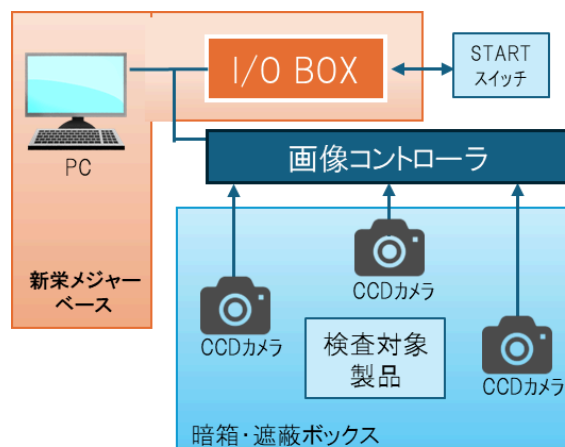 I/O BOX
START
スイッチ
PC
画像コントローラ
新栄メジャー
ベース
CCDカメラ
CCDカメラ
CCDカメラ
検査対象
製品
暗箱・遮蔽ボックス